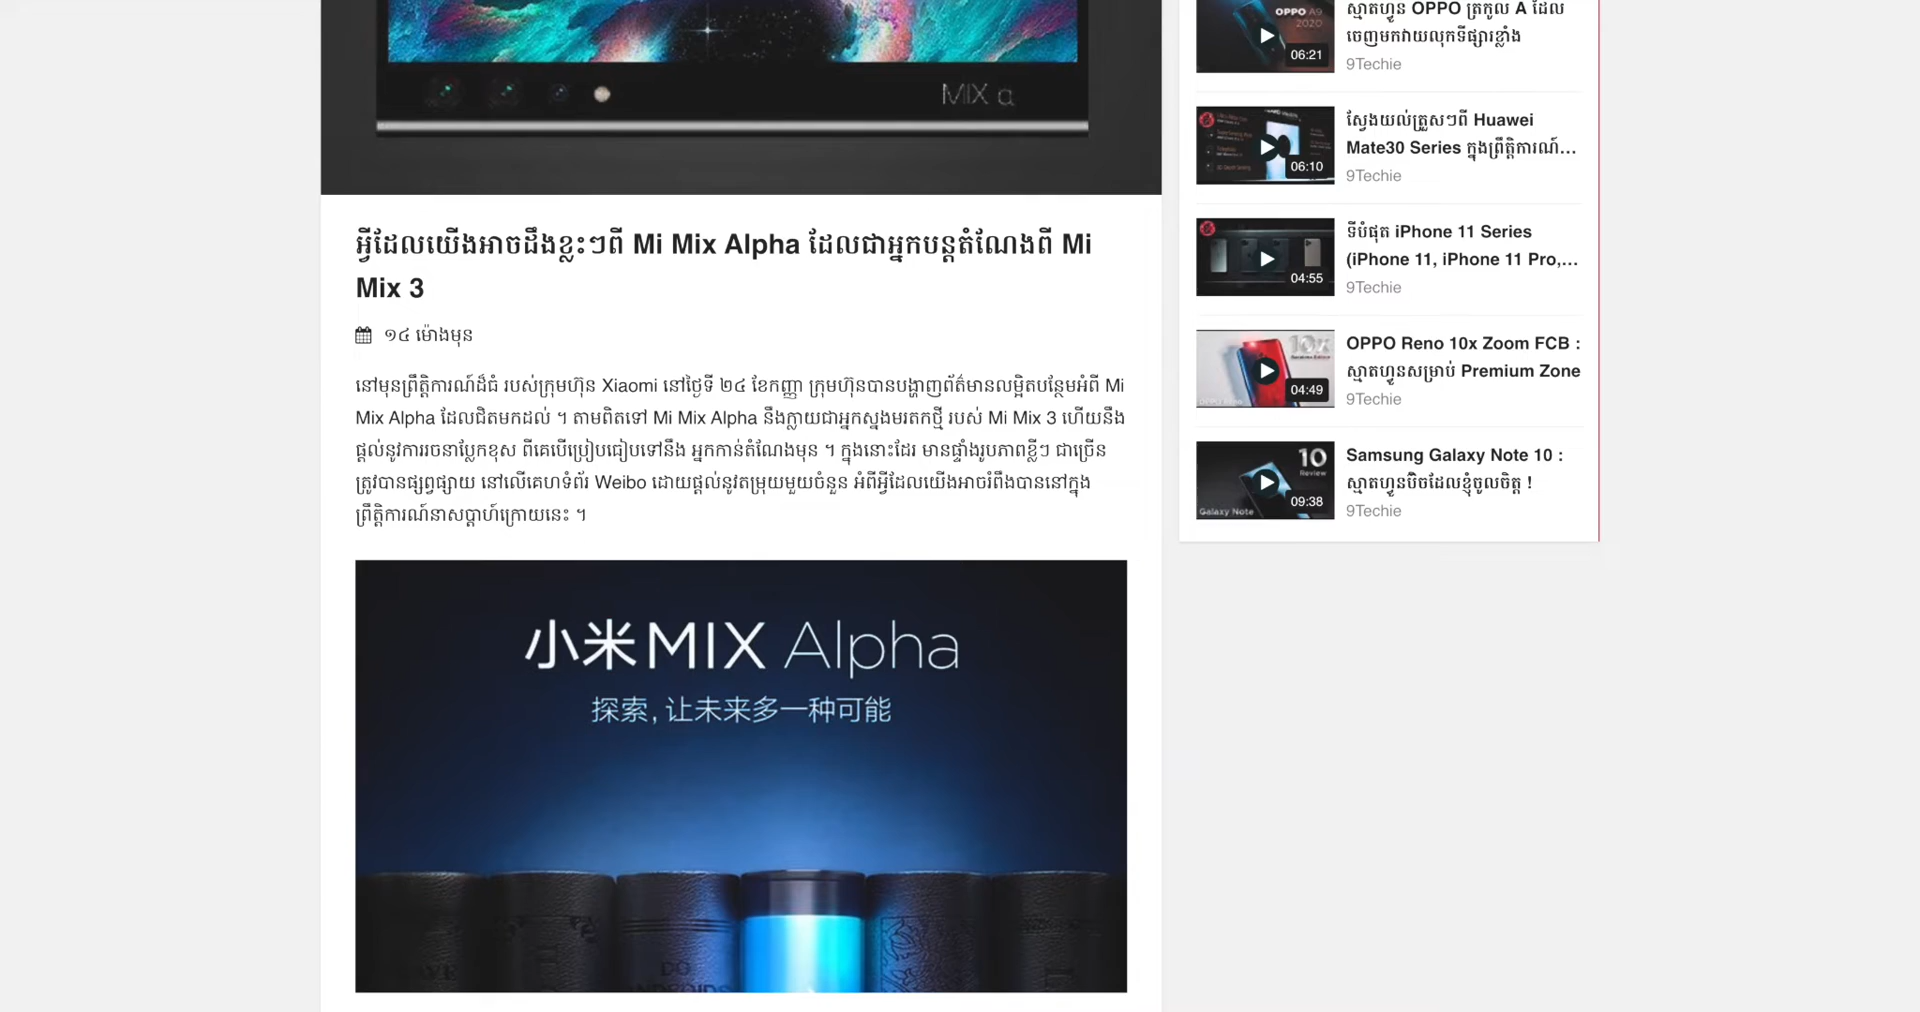 MIX α
អ្វីដែលយើងអាចដឹងខ្លះៗពី Mi Mix Alpha ដែលជាអ្នកបន្តតំណែងពី Mi
Mix 3
១៤ ម៉ោងមុន
នៅមុនព្រឹត្តិការណ៍ដ៏ធំ របស់ក្រុមហ៊ុន Xiaomi នៅថ្ងៃទី ២៤ ខែកញ្ញា ក្រុមហ៊ុនបានបង្ហាញព័ត៌មានលម្អិតបន្ថែមអំពី Mi
Mix Alpha ដែលជិតមកដល់ ។ តាមពិតទៅ Mi Mix Alpha នឹងក្លាយជាអ្នកស្នងមរតកថ្មី របស់ Mi Mix 3 ហើយនឹង
ផ្តល់នូវការរចនាប្លែកខុស ពីគេបើប្រៀបធៀបទៅនឹង អ្នកកាន់តំណែងមុន ។ ក្នុងនោះដែរ មានផ្ទាំងរូបភាពខ្លីៗ ជាច្រើន
ត្រូវបានផ្សព្វផ្សាយ នៅលើគេហទំព័រ Weibo ដោយផ្តល់នូវតម្រុយមួយចំនួន អំពីអ្វីដែលយើងអាចរំពឹងបាននៅក្នុង
ព្រឹត្តិការណ៍នាសប្តាហ៍ក្រោយនេះ ។
小米MIX Alpha
探索, 让未来多一种可能
DO
ANDROIDS
OPPO A9
2020
06:21
ស្មាតហ្វូន OPPO ត្រកូល A ដែល
ចេញមកវាយលុកទីផ្សារខ្លាំង
9Techie
06:10
ស្វែងយល់ត្រួសៗពី Huawei
Mate30 Series ក្នុងព្រឹត្តិការណ៍...
9Techie
04:55
ទីបំផុត iPhone 11 Series
(iPhone 11, iPhone 11 Pro,...
9Techie
10x
04:49
OPPO Reno 10x Zoom FCB :
ស្មាតហ្វូនសម្រាប់ Premium Zone
9Techie
10
Review
Galaxy Note
09:38
Samsung Galaxy Note 10 :
ស្មាតហ្វូនប៊ិចដែលខ្ញុំចូលចិត្ត !
9Techie